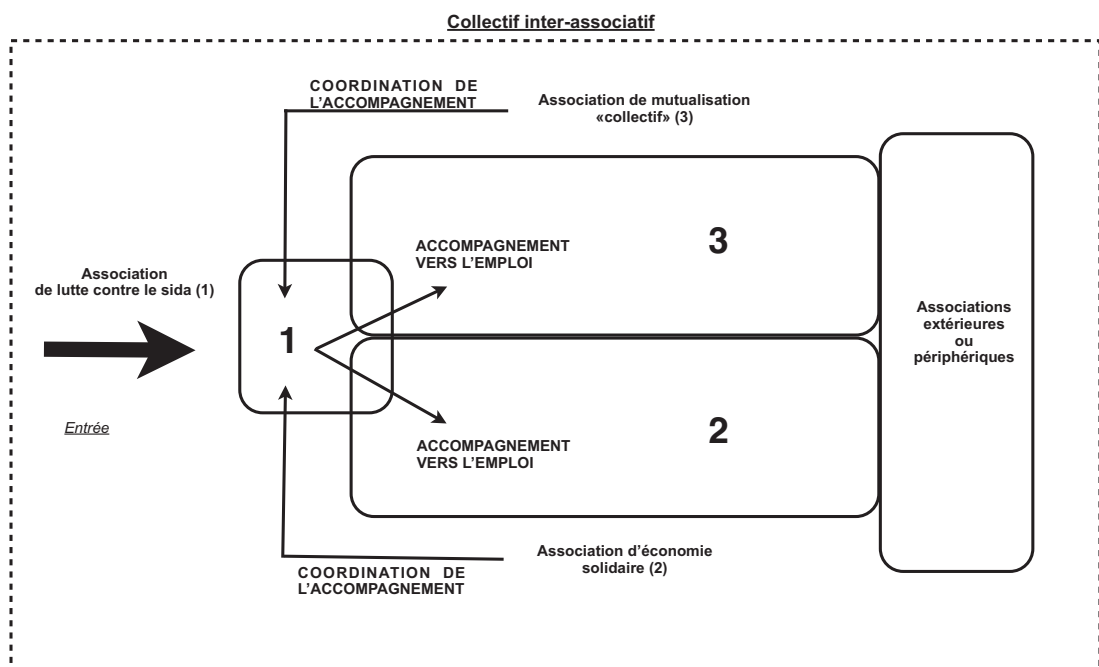 Collectif inter-associatif
COORDINATION DE
L'ACCOMPAGNEMENT
Association de mutualisation
«collectif» (3)
3
ACCOMPAGNEMENT
VERS L'EMPLOI
Association
de lutte contre le sida (1)
1
Associations
extérieures
ou
périphériques
Entrée
2
ACCOMPAGNEMENT
VERS L'EMPLOI
Association d'économie
solidaire (2)
COORDINATION DE
L'ACCOMPAGNEMENT